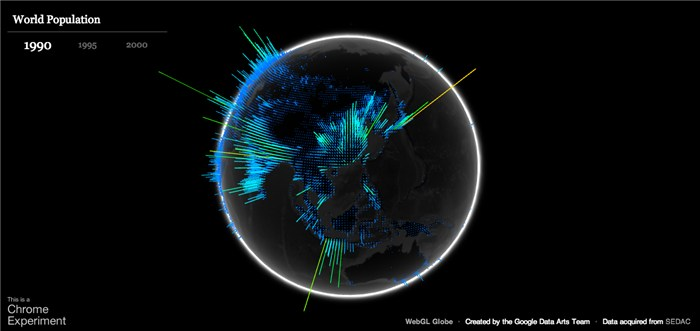 World Population
1990 1995 2000
This is a
Chrome
Experiment
WebGL Globe · Created by the Google Data Arts Team · Data acquired from SEDAC